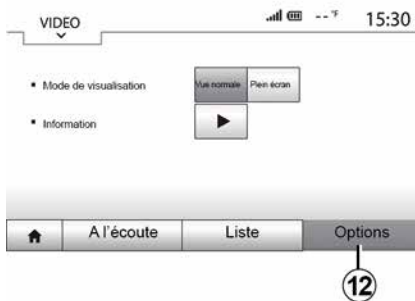 VIDEO
-- °F 15:30
▪ Mode de visualisation Vue normale Plein écran
▪ Information
A l'écoute Liste Options
12